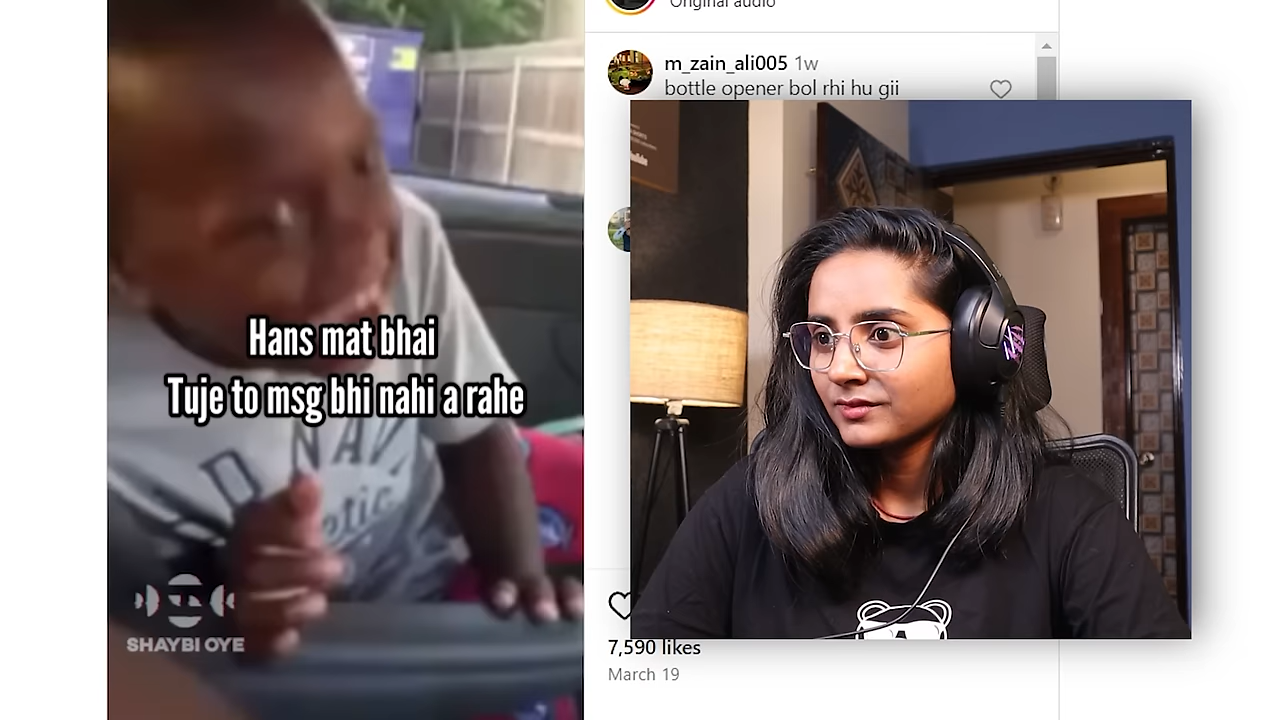 Original audio
m_zain_ali005 1w
bottle opener bol rhi hu gii
Hans mat bhai
Tuje to msg bhi nahi a rahe
SHAYBI OYE
7,590 likes
March 19